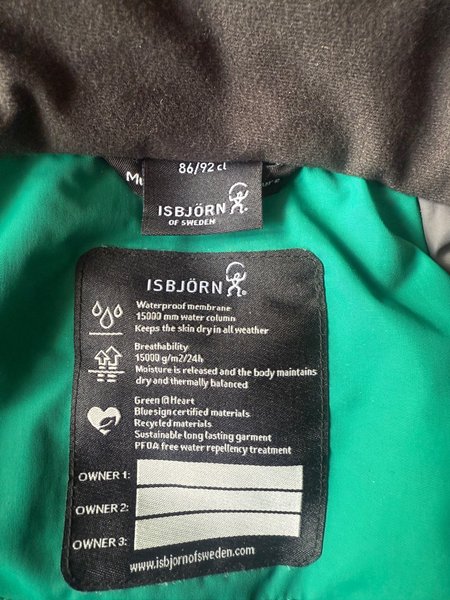 86/92 cl
ISBJÖRN
OF SWEDEN
ISBJÖRN
Waterproof membrane
15000 mm water column
Keeps the skin dry in all weather
Breathability
15000 g/m2/24h
Moisture is released and the body maintains
dry and thermally balanced
Green @ Heart
Bluesign certified materials
Recycled materials
Sustainable long lasting garment
PFOA free water repellency treatment
OWNER 1:
OWNER 2:
OWNER 3:
www.isbjornofsweden.com